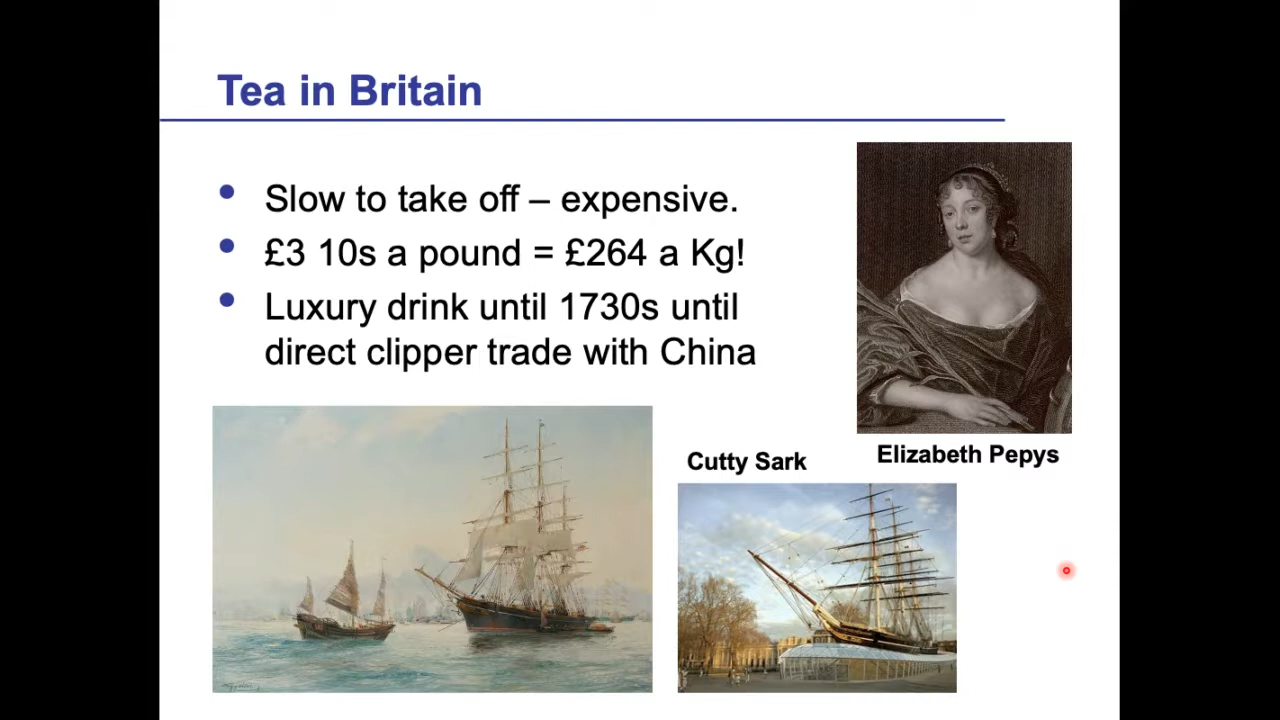 Tea in Britain
Slow to take off – expensive.
£3 10s a pound = £264 a Kg!
Luxury drink until 1730s until
direct clipper trade with China
Cutty Sark
Elizabeth Pepys